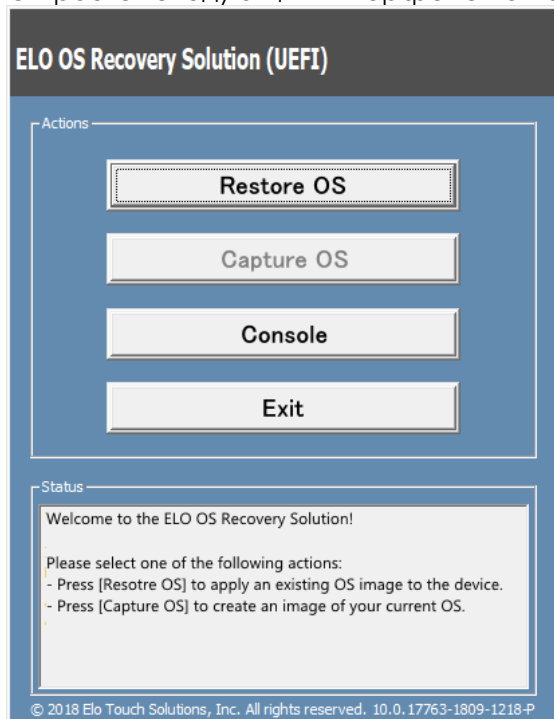 ELO OS Recovery Solution (UEFI)
Actions
Restore OS
Capture OS
Console
Exit
Status
Welcome to the ELO OS Recovery Solution!
Please select one of the following actions:
- Press [Resotre OS] to apply an existing OS image to the device.
- Press [Capture OS] to create an image of your current OS.
© 2018 Elo Touch Solutions, Inc. All rights reserved. 10.0.17763-1809-1218-P